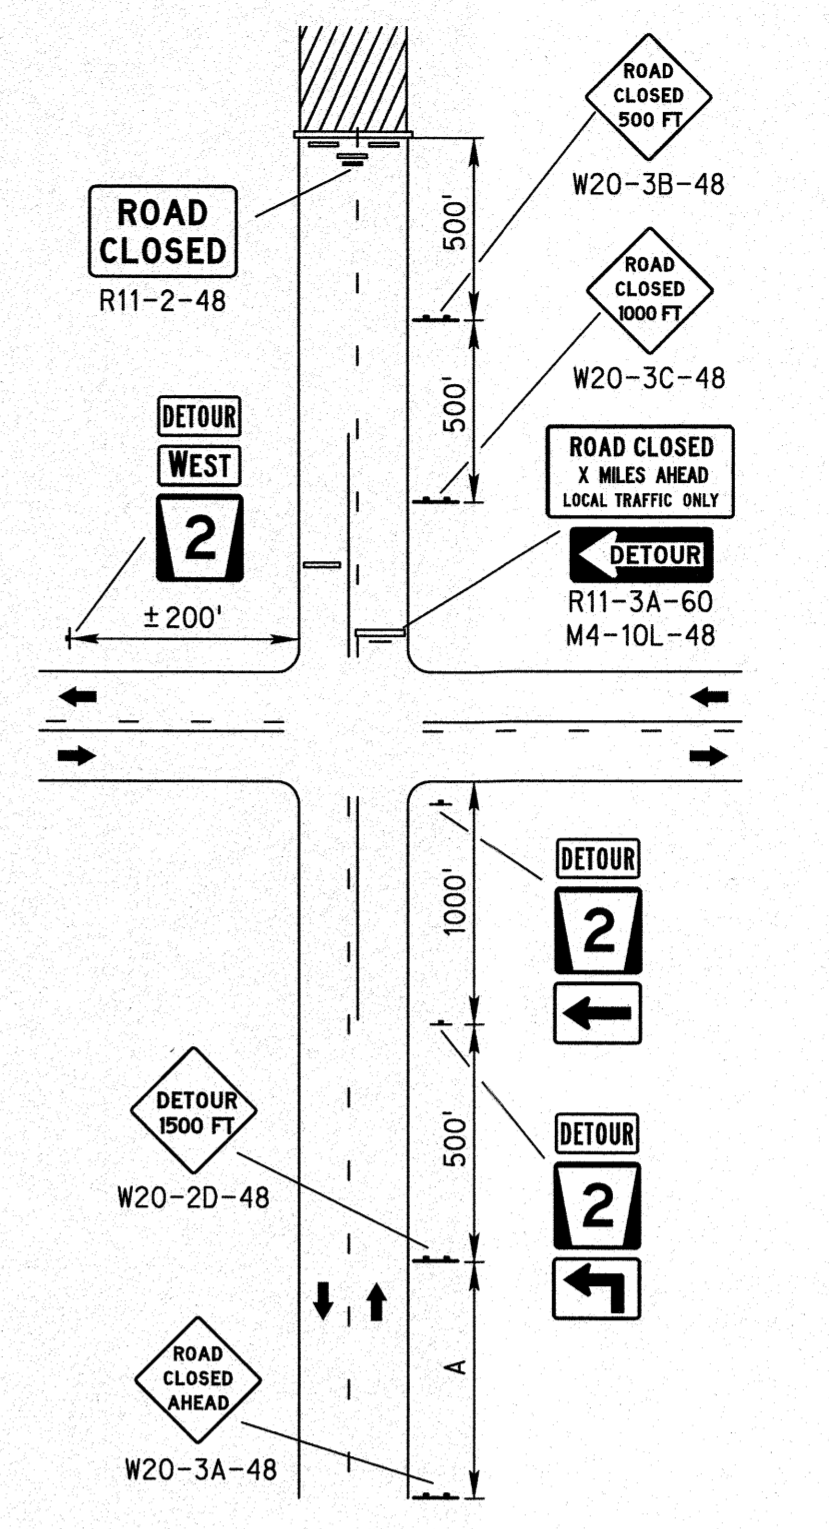 ROAD
CLOSED
500 FT
W20-3B-48
500'
ROAD
CLOSED
R11-2-48
ROAD
CLOSED
1000 FT
W20-3C-48
500'
DETOUR
WEST
2
±200'
ROAD CLOSED
X MILES AHEAD
LOCAL TRAFFIC ONLY
DETOUR
R11-3A-60
M4-10L-48
1000'
DETOUR
2
DETOUR
1500 FT
W20-2D-48
500'
DETOUR
2
ROAD
CLOSED
AHEAD
W20-3A-48
A